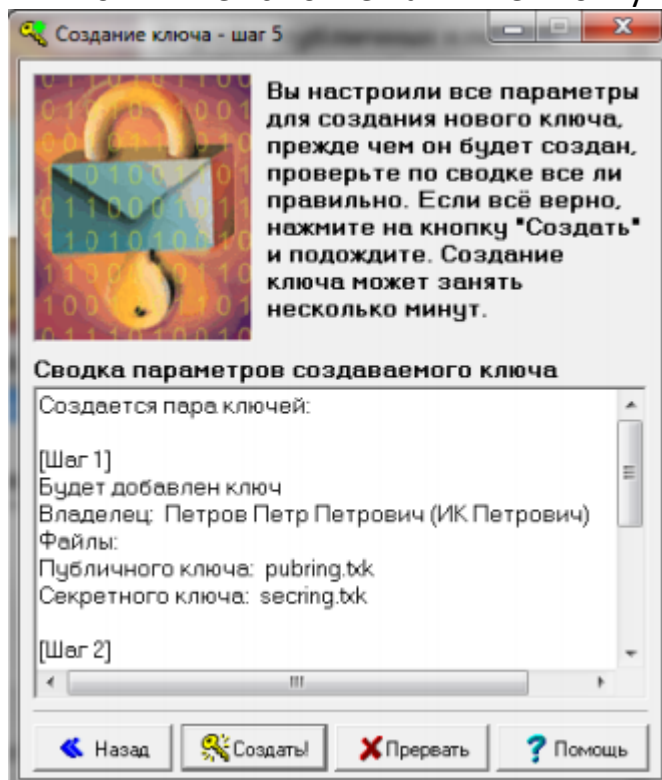 Создание ключа - шаг 5
Вы настроили все параметры
для создания нового ключа,
прежде чем он будет создан,
проверьте по сводке все ли
правильно. Если всё верно,
нажмите на кнопку "Создать"
и подождите. Создание
ключа может занять
несколько минут.
Сводка параметров создаваемого ключа
Создается пара ключей:
[Шаг 1]
Будет добавлен ключ
Владелец: Петров Петр Петрович (ИК Петрович)
Файлы:
Публичного ключа: pubring.txk
Секретного ключа: secring.txk
[Шаг 2]
Назад Создать! Прервать Помощь